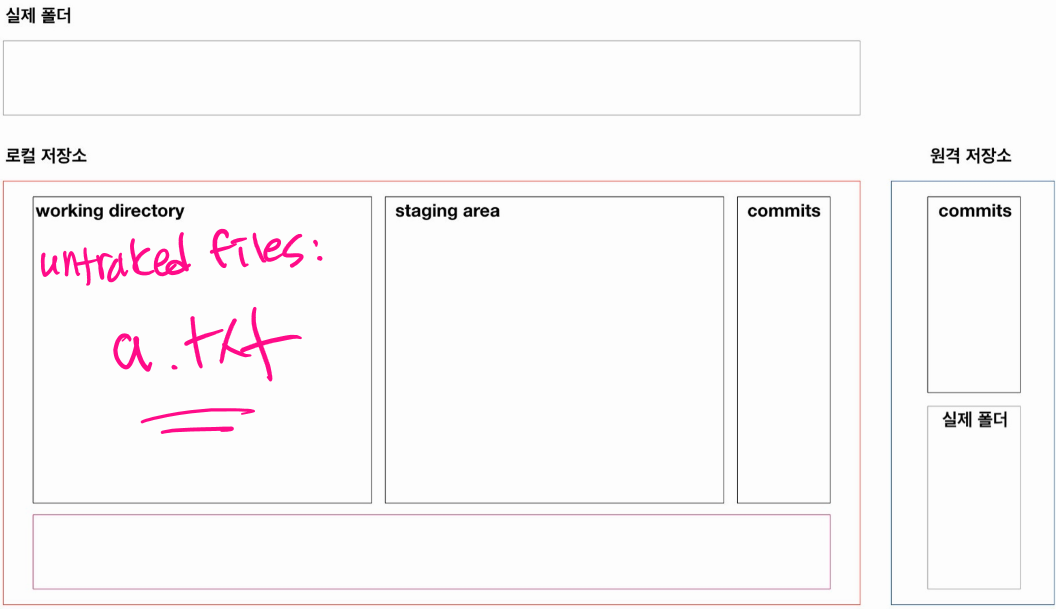 실제 폴더
로컬 저장소
원격 저장소
working directory
staging area
commits
commits
untraked files:
a.txt
실제 폴더